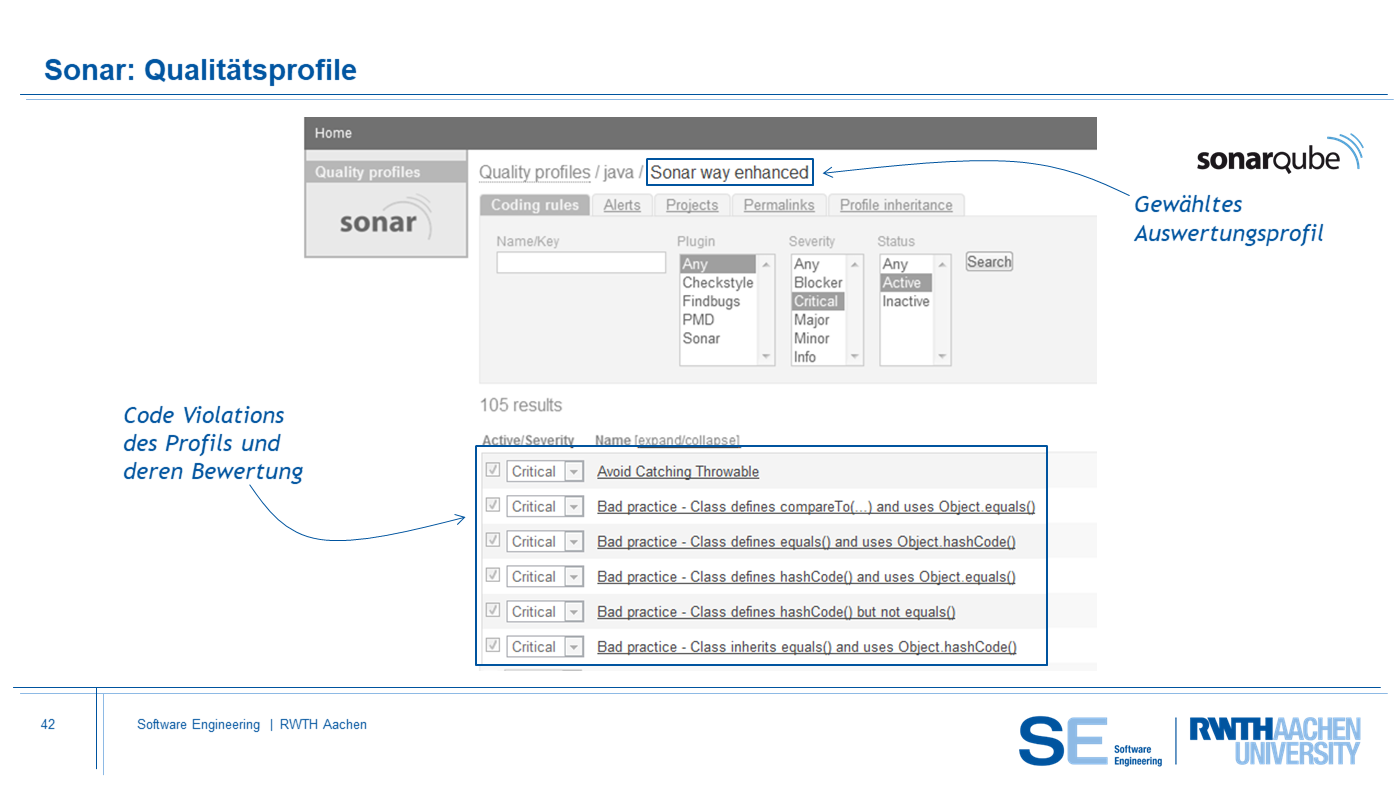 Sonar: Qualitätsprofile
Home
Quality profiles
sonar
Quality profiles / java / Sonar way enhanced
Coding rules Alerts Projects Permalinks Profile inheritance
Name/Key Plugin Severity Status
Any Any Any Search
Checkstyle Blocker Active
Findbugs Critical Inactive
PMD Major
Sonar Minor
Info
105 results
Active/Severity Name [expand/collapse]
Critical Avoid Catching Throwable
Critical Bad practice - Class defines compareTo(...) and uses Object.equals()
Critical Bad practice - Class defines equals() and uses Object.hashCode()
Critical Bad practice - Class defines hashCode() and uses Object.equals()
Critical Bad practice - Class defines hashCode() but not equals()
Critical Bad practice - Class inherits equals() and uses Object.hashCode()
sonarqube
Gewähltes
Auswertungsprofil
Code Violations
des Profils und
deren Bewertung
42
Software Engineering | RWTH Aachen
SE Software
Engineering
RWTHAACHEN
UNIVERSITY